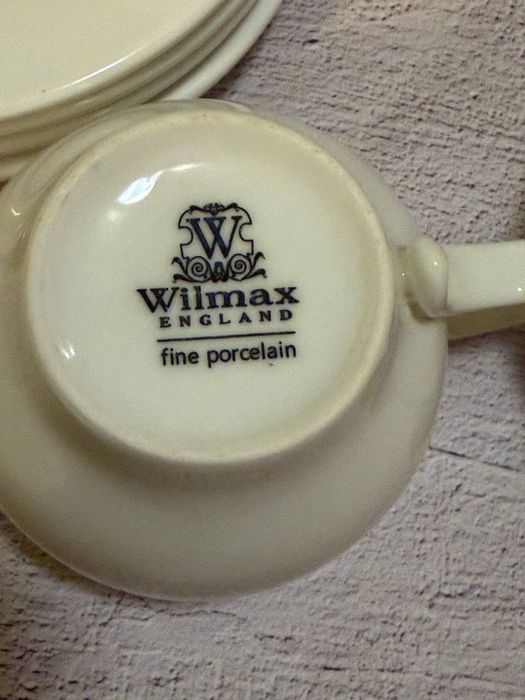 W
Wilmax
ENGLAND
fine porcelain